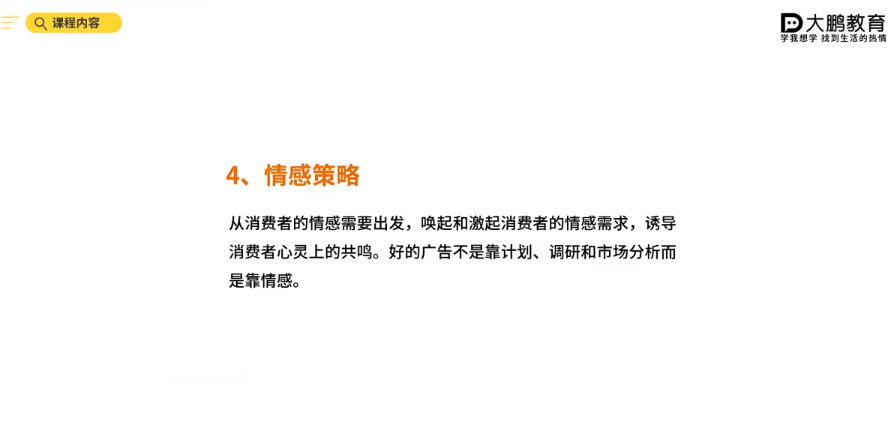 课程内容
大鹏教育
学我想学 找到生活的热情
4、情感策略
从消费者的情感需要出发，唤起和激起消费者的情感需求，诱导
消费者心灵上的共鸣。好的广告不是靠计划、调研和市场分析而
是靠情感。